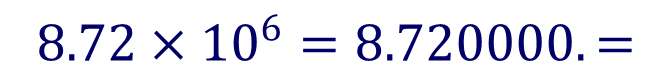 8.72 × 10⁶ = 8.720000. =